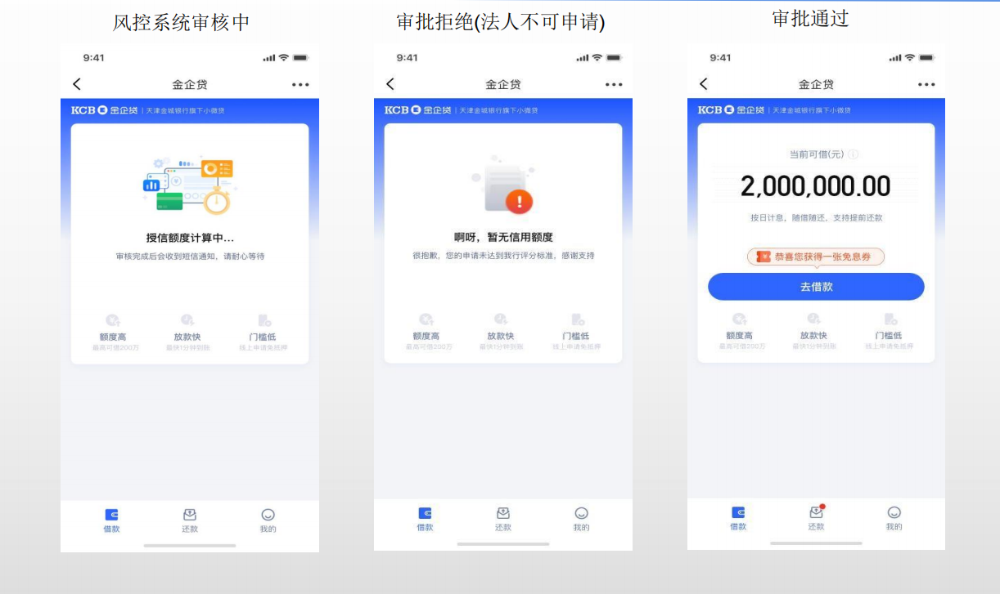 风控系统审核中
9:41
金企贷
KCB 金企贷 | 天津金城银行旗下小微贷
授信额度计算中...
审核完成后会收到短信通知，请耐心等待
额度高 放款快 门槛低
最高可借200万 最快1分钟到账 线上申请免抵押
借款 还款 我的
审批拒绝(法人不可申请)
9:41
金企贷
KCB 金企贷 | 天津金城银行旗下小微贷
啊呀，暂无信用额度
很抱歉，您的申请未达到我行评分标准，感谢支持
额度高 放款快 门槛低
最高可借200万 最快1分钟到账 线上申请免抵押
借款 还款 我的
审批通过
9:41
金企贷
KCB 金企贷 | 天津金城银行旗下小微贷
当前可借(元)
2,000,000.00
按日计息，随借随还，支持提前还款
恭喜您获得一张免息券
去借款
额度高 放款快 门槛低
最高可借200万 最快1分钟到账 线上申请免抵押
借款 还款 我的